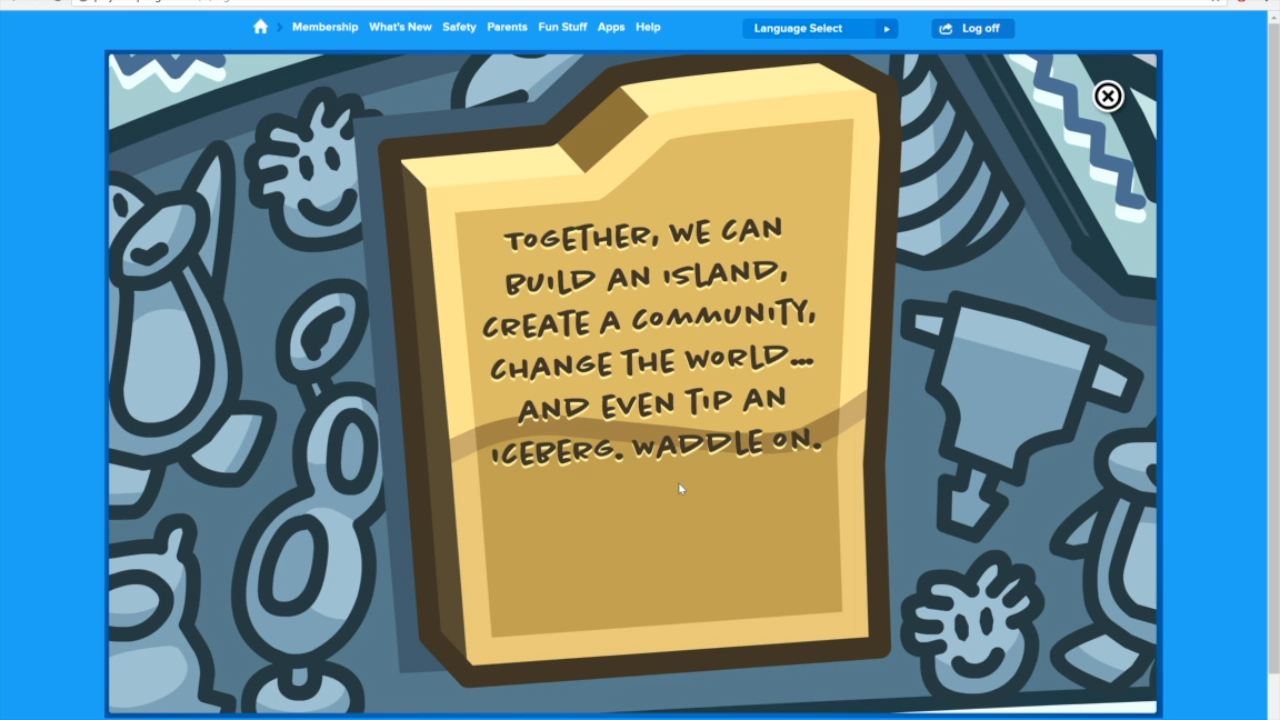 Membership What's New Safety Parents Fun Stuff Apps Help Language Select Log off
TOGETHER, WE CAN
BUILD AN ISLAND,
CREATE A COMMUNITY,
CHANGE THE WORLD...
AND EVEN TIP AN
ICEBERG. WADDLE ON.